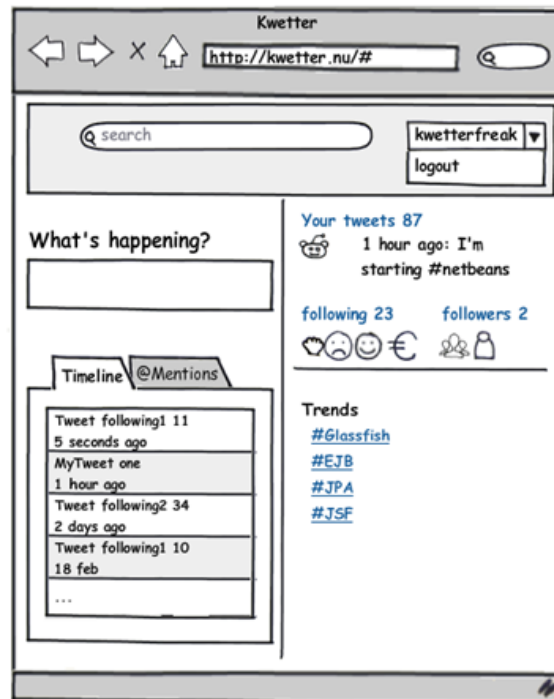 Kwetter
http://kwetter.nu/#
search
kwetterfreak
logout
What's happening?
Timeline
@Mentions
Tweet following1 11
5 seconds ago
MyTweet one
1 hour ago
Tweet following2 34
2 days ago
Tweet following1 10
18 feb
...
Your tweets 87
1 hour ago: I'm
starting #netbeans
following 23
followers 2
Trends
#Glassfish
#EJB
#JPA
#JSF